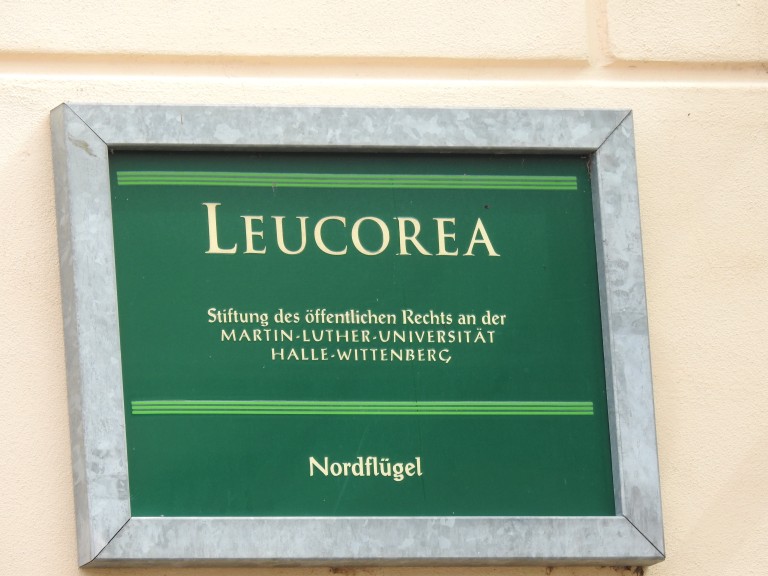 LEUCOREA
Stiftung des öffentlichen Rechts an der
MARTIN-LUTHER-UNIVERSITÄT
HALLE-WITTENBERG
Nordflügel